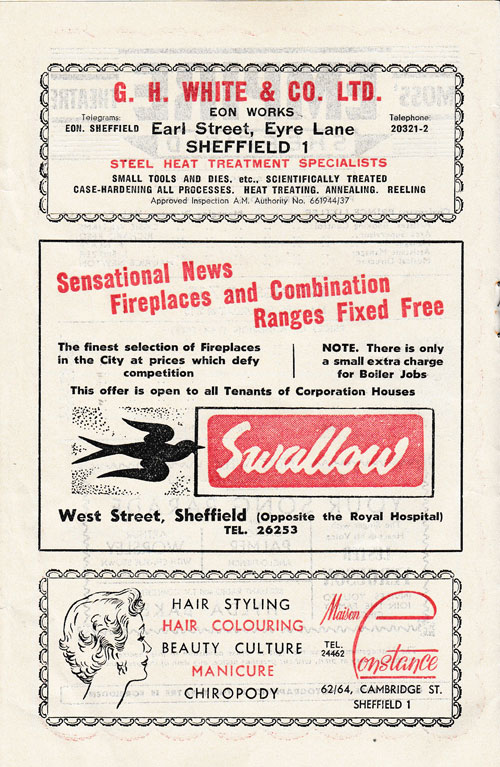 G. H. WHITE & CO. LTD.
EON WORKS
Telegrams:
EON. SHEFFIELD
Earl Street, Eyre Lane
Telephone:
20321-2
SHEFFIELD 1
STEEL HEAT TREATMENT SPECIALISTS
SMALL TOOLS AND DIES. etc., SCIENTIFICALLY TREATED
CASE-HARDENING ALL PROCESSES. HEAT TREATING. ANNEALING. REELING
Approved Inspection A.M. Authority No. 661944/37
Sensational News
Fireplaces and Combination
Ranges Fixed Free
The finest selection of Fireplaces
in the City at prices which defy
competition
NOTE. There is only
a small extra charge
for Boiler Jobs
This offer is open to all Tenants of Corporation Houses
Swallow
West Street, Sheffield (Opposite the Royal Hospital)
TEL. 26253
HAIR STYLING
HAIR COLOURING
BEAUTY CULTURE
MANICURE
CHIROPODY
Maison
Constance
TEL.
24462
62/64, CAMBRIDGE ST.
SHEFFIELD 1